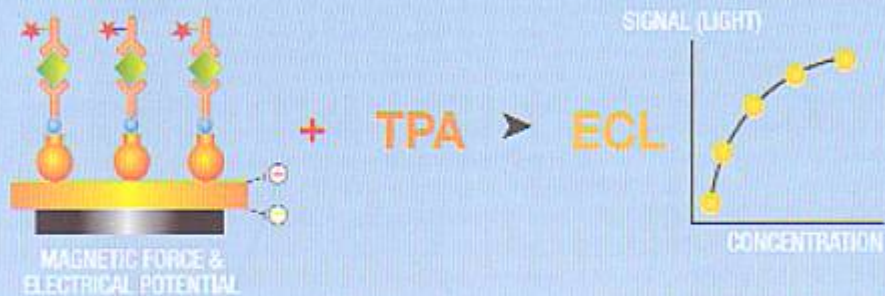 SIGNAL (LIGHT)
+ TPA > ECL
+
−
CONCENTRATION
MAGNETIC FORCE &
ELECTRICAL POTENTIAL